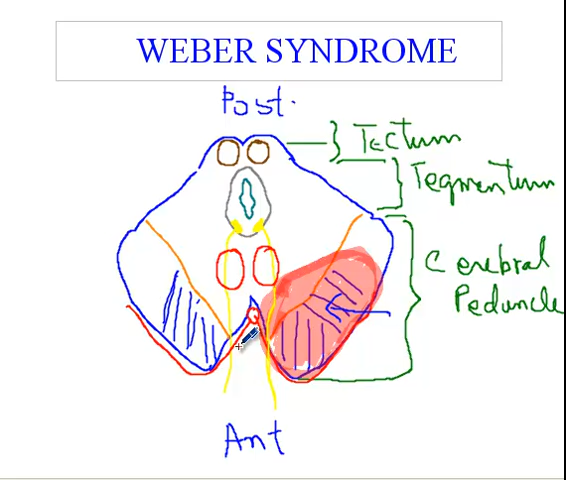 WEBER SYNDROME
Post.
Tectum
Tegmentum
Cerebral
Peduncle
Ant